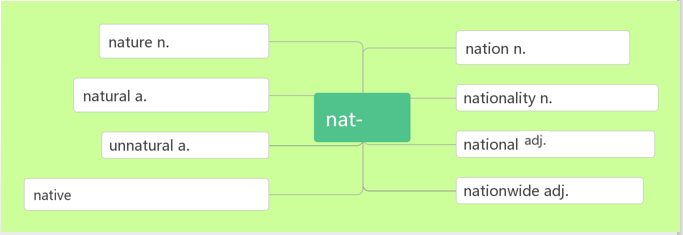 nature n.
natural a.
unnatural a.
native
nat-
nation n.
nationality n.
national adj.
nationwide adj.